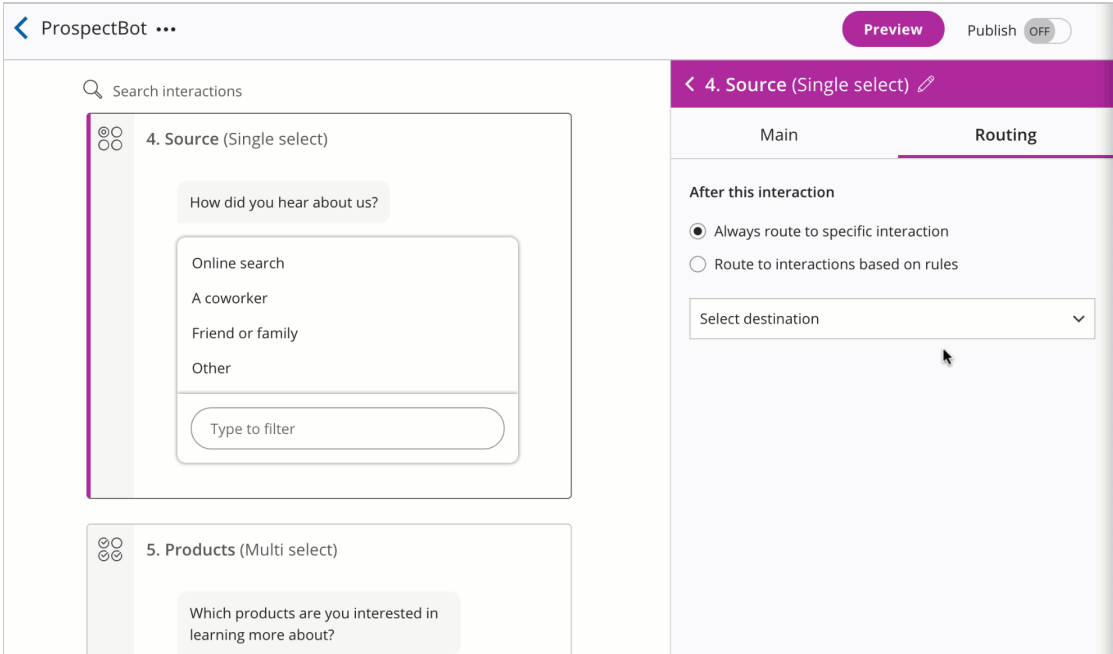 ProspectBot •••
Preview
Publish OFF
Search interactions
4. Source (Single select)
How did you hear about us?
Online search
A coworker
Friend or family
Other
Type to filter
5. Products (Multi select)
Which products are you interested in
learning more about?
4. Source (Single select)
Main Routing
After this interaction
Always route to specific interaction
Route to interactions based on rules
Select destination